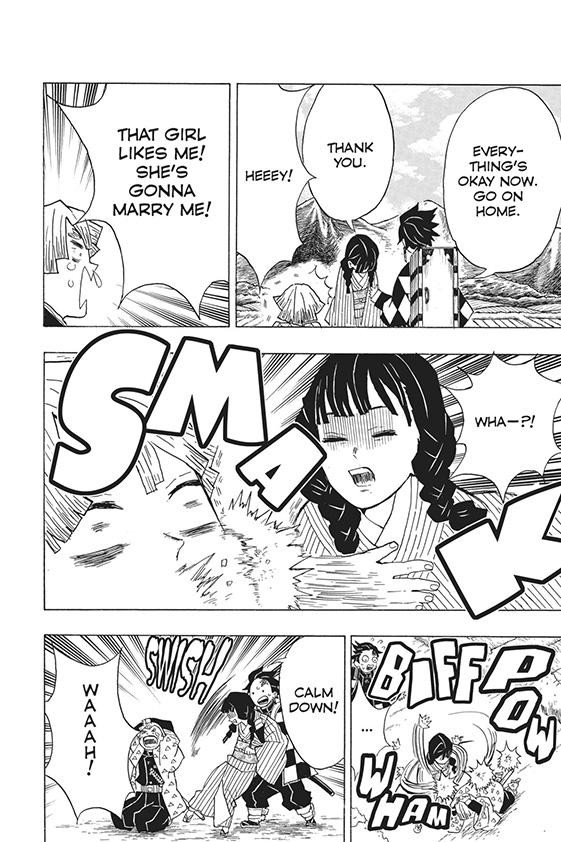 EVERY-
THING'S
OKAY NOW.
GO ON
HOME.
THANK
YOU.
HEEEY!
THAT GIRL
LIKES ME!
SHE'S
GONNA
MARRY ME!
WHA—?!
SMACK
BIFF
POW
...
WHAM
CALM
DOWN!
SWISH
WAAAH!